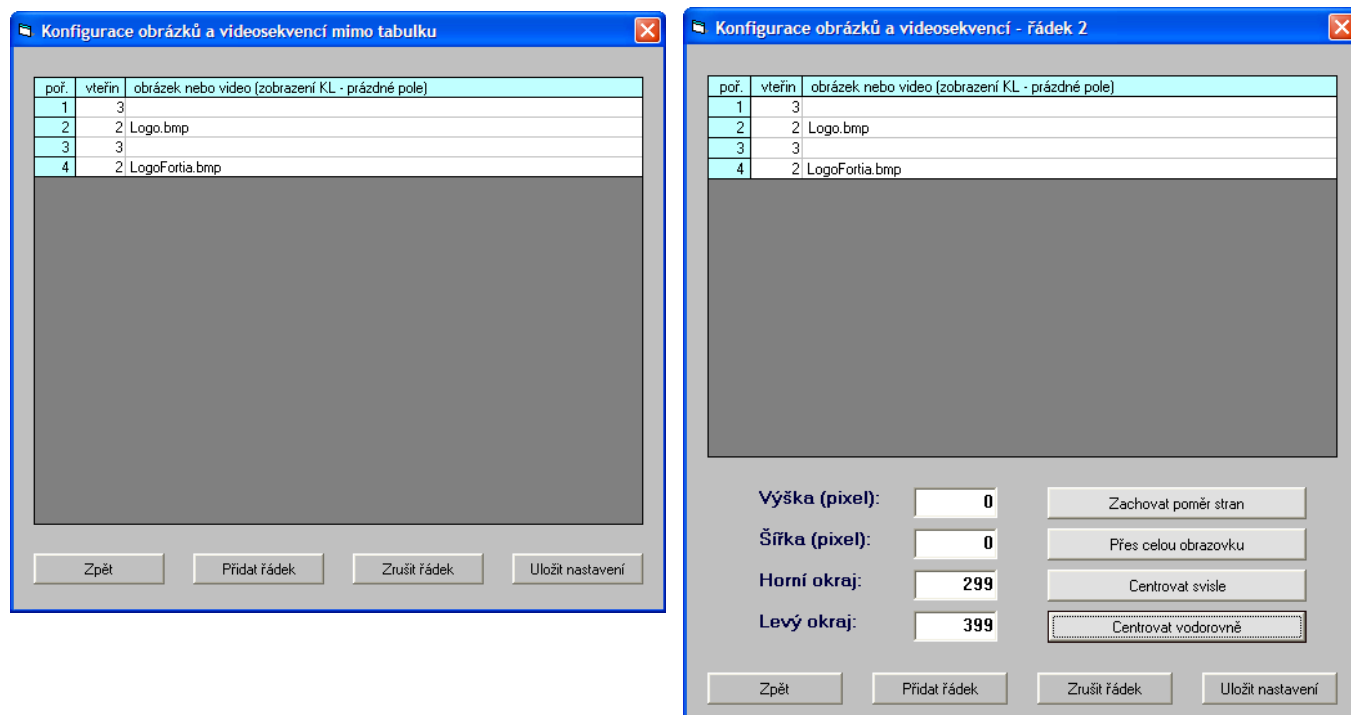 Konfigurace obrázků a videosekvencí mimo tabulku
poř. vteřin obrázek nebo video (zobrazení KL - prázdné pole)
1 3
2 2 Logo.bmp
3 3
4 2 LogoFortia.bmp
Zpět Přidat řádek Zrušit řádek Uložit nastavení
Konfigurace obrázků a videosekvencí - řádek 2
poř. vteřin obrázek nebo video (zobrazení KL - prázdné pole)
1 3
2 2 Logo.bmp
3 3
4 2 LogoFortia.bmp
Výška (pixel): 0 Zachovat poměr stran
Šířka (pixel): 0 Přes celou obrazovku
Horní okraj: 299 Centrovat svisle
Levý okraj: 399 Centrovat vodorovně
Zpět Přidat řádek Zrušit řádek Uložit nastavení